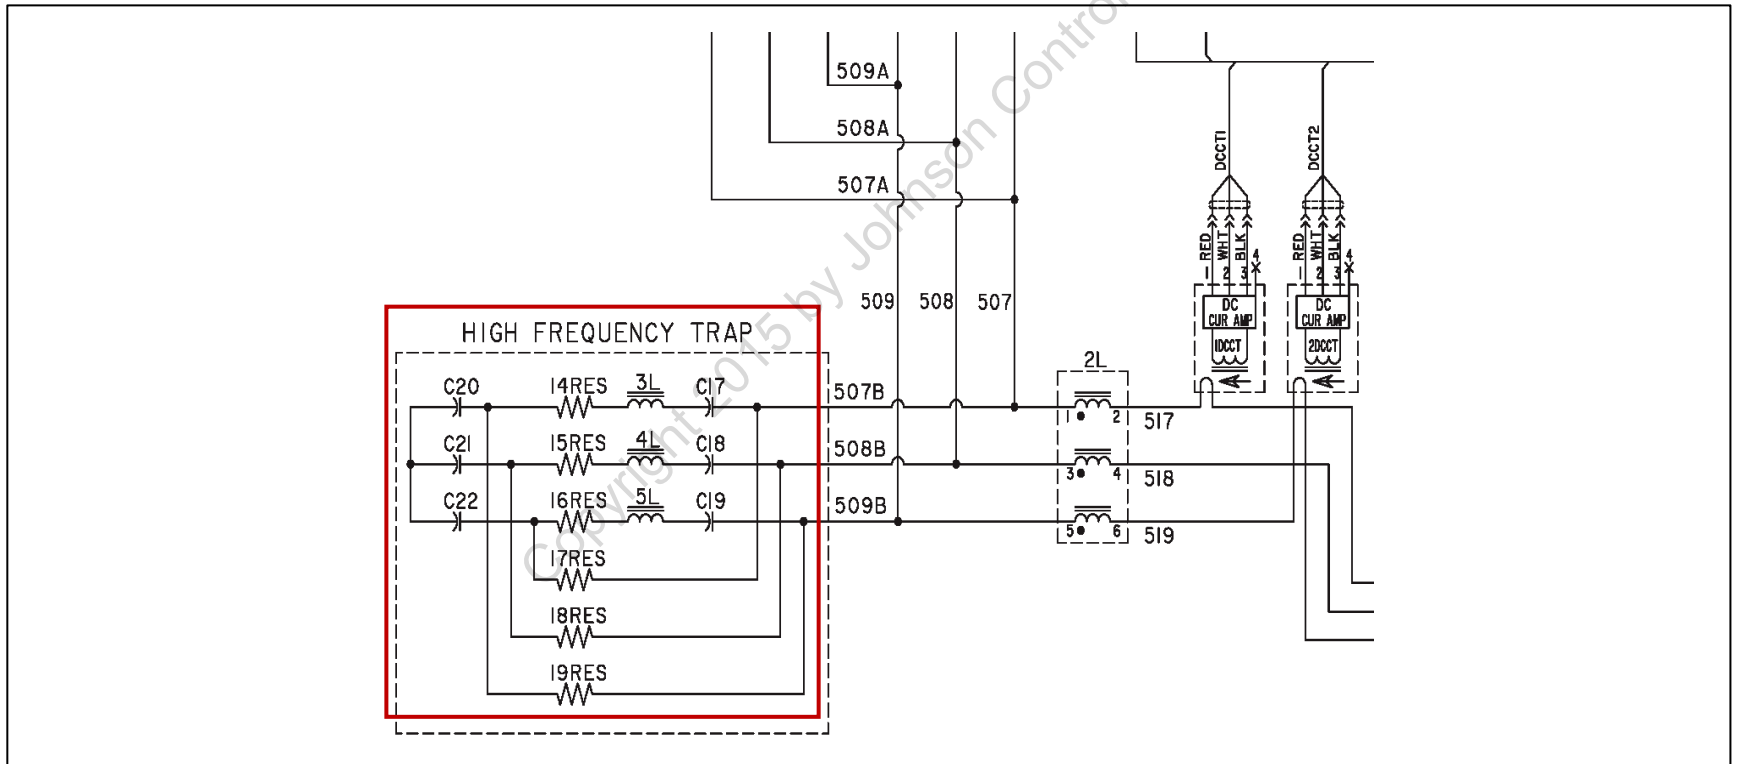 509A
508A
507A
DCCT1
DCCT2
RED
WHT
BLK
4
1
2
3
RED
WHT
BLK
4
1
2
3
509
508
507
DC
CUR AMP
1DCCT
DC
CUR AMP
2DCCT
HIGH FREQUENCY TRAP
2L
C20
14RES
3L
C17
507B
1
2
517
C21
15RES
4L
C18
508B
3
4
518
C22
16RES
5L
C19
509B
5
6
519
17RES
18RES
19RES
Copyright 2015 by Johnson Control